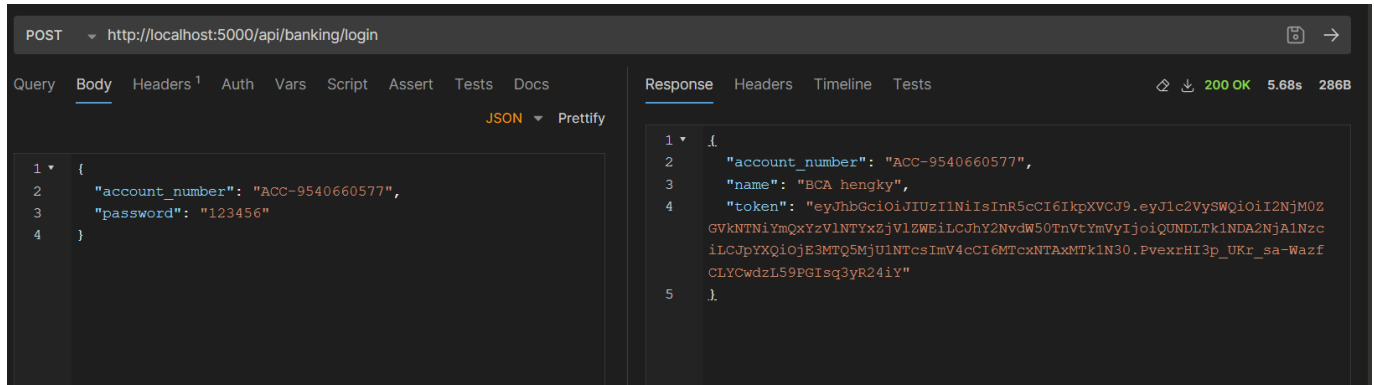 POST http://localhost:5000/api/banking/login
Query Body Headers 1 Auth Vars Script Assert Tests Docs
JSON Prettify
1 {
2 "account_number": "ACC-9540660577",
3 "password": "123456"
4 }
Response Headers Timeline Tests 200 OK 5.68s 286B
1 {
2 "account_number": "ACC-9540660577",
3 "name": "BCA hengky",
4 "token": "eyJhbGciOiJIUzI1NiIsInR5cCI6IkpXVCJ9.eyJ1c2VySWQiOiI2NjM0Z
GVkNTNiYmQxYzVlNTYxZjVlZWEiLCJhY2NvdW50TnVtYmVyIjoiQUNDLTk1NDA2NjA1Nzc
iLCJpYXQiOjE3MTQ5MjU1NTcsImV4cCI6MTcxNTAxMTk1N30.PvexrHI3p_UKr_sa-Wazf
CLYCwdzL59PGIsq3yR24iY"
5 }